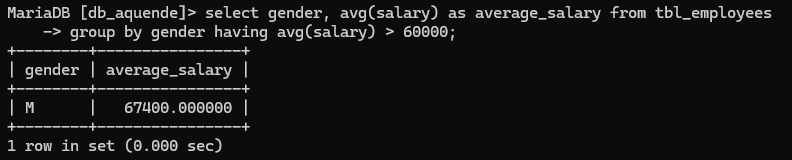 MariaDB [db_aquende]> select gender, avg(salary) as average_salary from tbl_employees
    -> group by gender having avg(salary) > 60000;
+--------+----------------+
| gender | average_salary |
+--------+----------------+
| M      |   67400.000000 |
+--------+----------------+
1 row in set (0.000 sec)